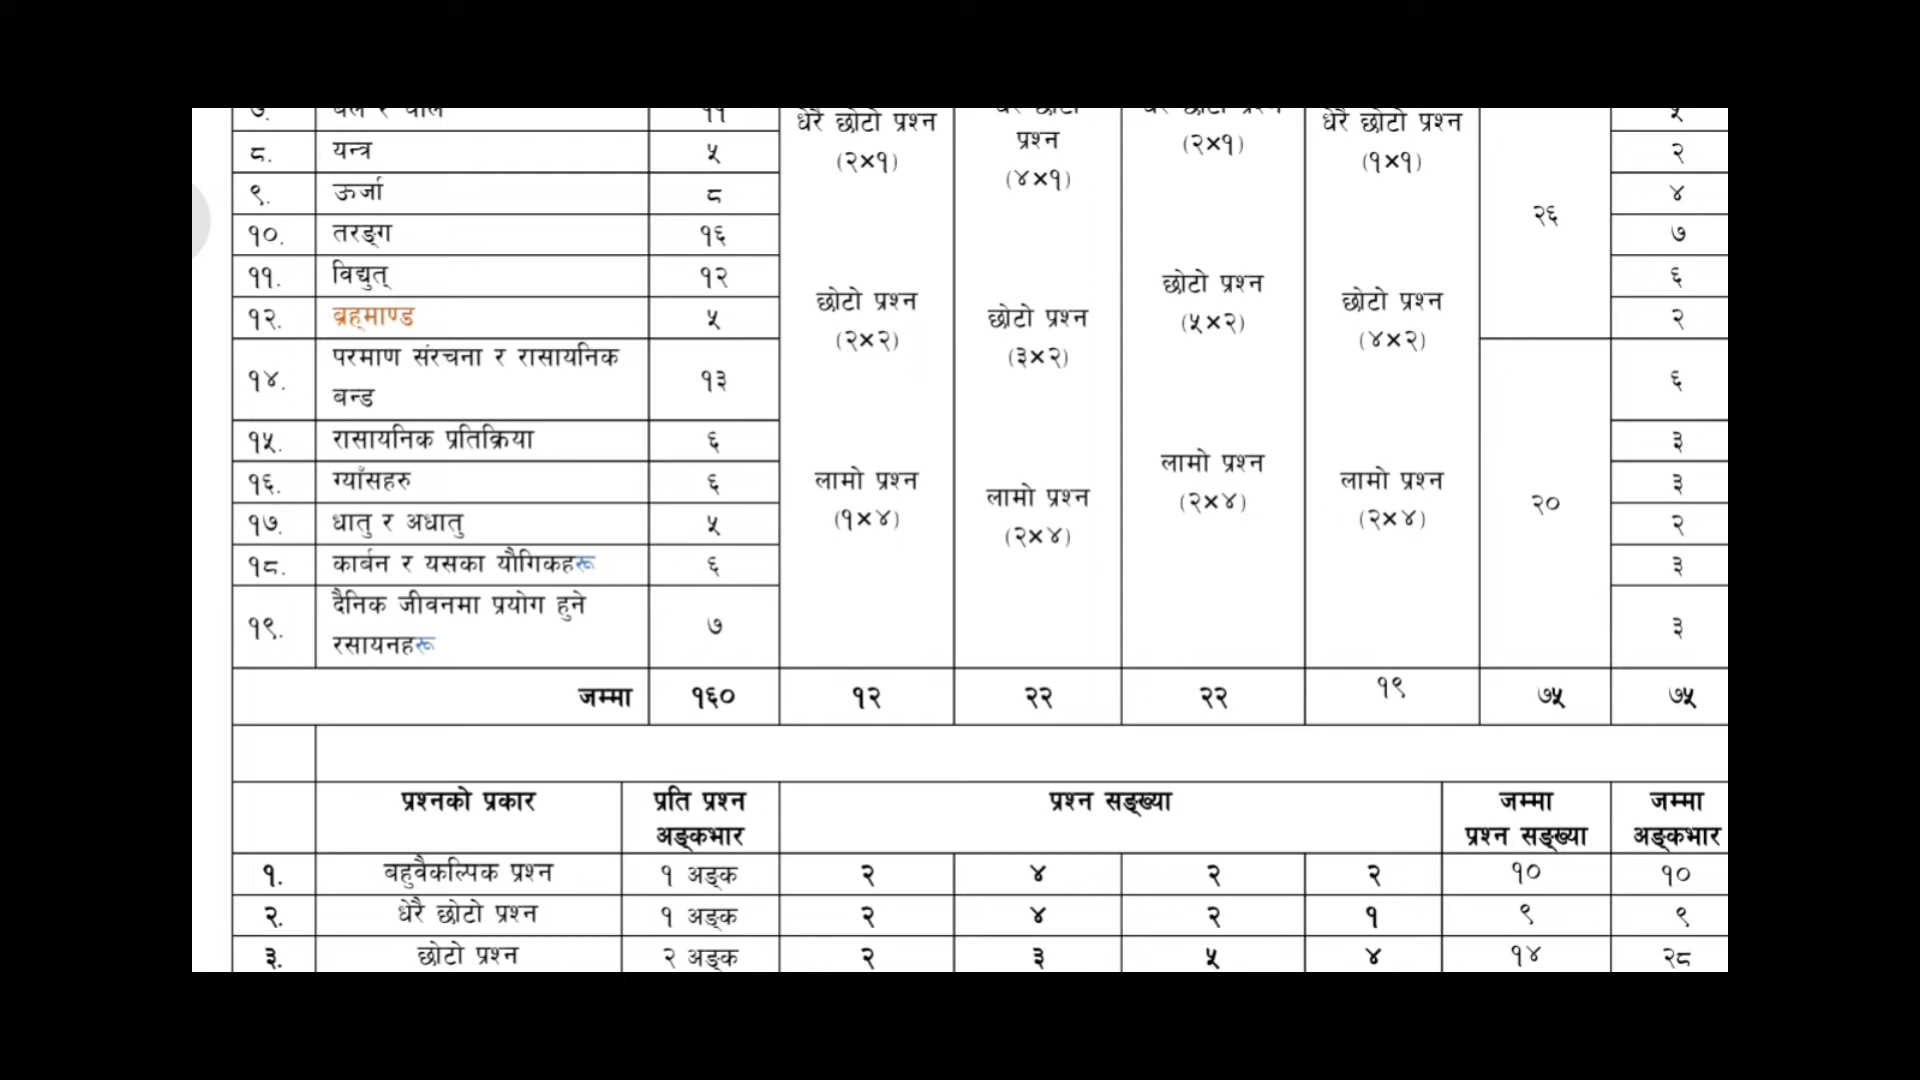 ७. बल र चाल ११ ५
धेरै छोटो प्रश्न (२×१)
प्रश्न (४×१)
(२×१)
धेरै छोटो प्रश्न (१×१)
८. यन्त्र ५ २
९. ऊर्जा ८ ४
२६
१०. तरङ्ग १६ ७
११. विद्युत् १२ ६
१२. ब्रह्माण्ड ५ २
छोटो प्रश्न (२×२)
छोटो प्रश्न (३×२)
छोटो प्रश्न (५×२)
छोटो प्रश्न (४×२)
१४. परमाण संरचना र रासायनिक
बन्ड १३ ६
१५. रासायनिक प्रतिक्रिया ६ ३
१६. ग्याँसहरु ६ ३
लामो प्रश्न (१×४)
लामो प्रश्न (२×४)
लामो प्रश्न (२×४)
लामो प्रश्न (२×४)
२०
१७. धातु र अधातु ५ २
१८. कार्बन र यसका यौगिकहरू ६ ३
१९. दैनिक जीवनमा प्रयोग हुने
रसायनहरू ७ ३
जम्मा १६० १२ २२ २२ १९ ७५ ७५
प्रश्नको प्रकार प्रति प्रश्न प्रश्न सङ्ख्या जम्मा जम्मा
अङ्कभार प्रश्न सङ्ख्या अङ्कभार
१. बहुवैकल्पिक प्रश्न १ अङ्क २ ४ २ २ १० १०
२. धेरै छोटो प्रश्न १ अङ्क २ ४ २ १ ९ ९
३. छोटो प्रश्न २ अङ्क २ ३ ५ ४ १४ २८